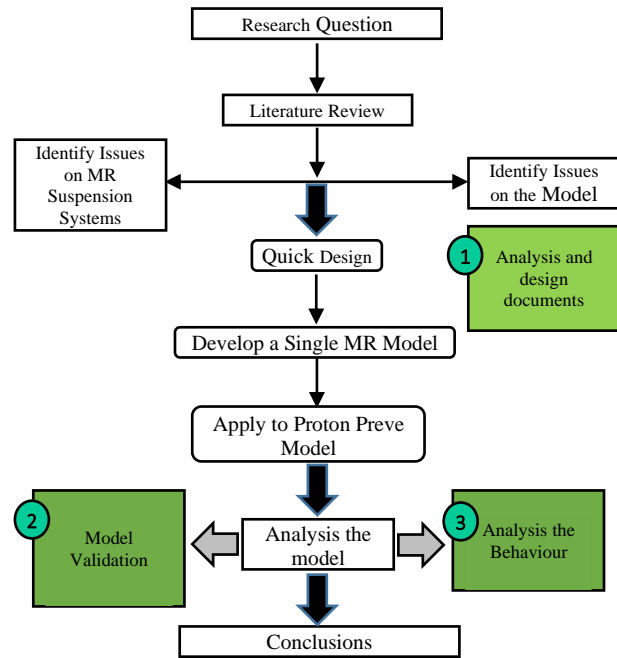 Research Question
Literature Review
Identify Issues
on MR
Suspension
Systems
Identify Issues
on the Model
Quick Design
1
Analysis and
design
documents
Develop a Single MR Model
Apply to Proton Preve
Model
2
Model
Validation
Analysis the
model
3
Analysis the
Behaviour
Conclusions